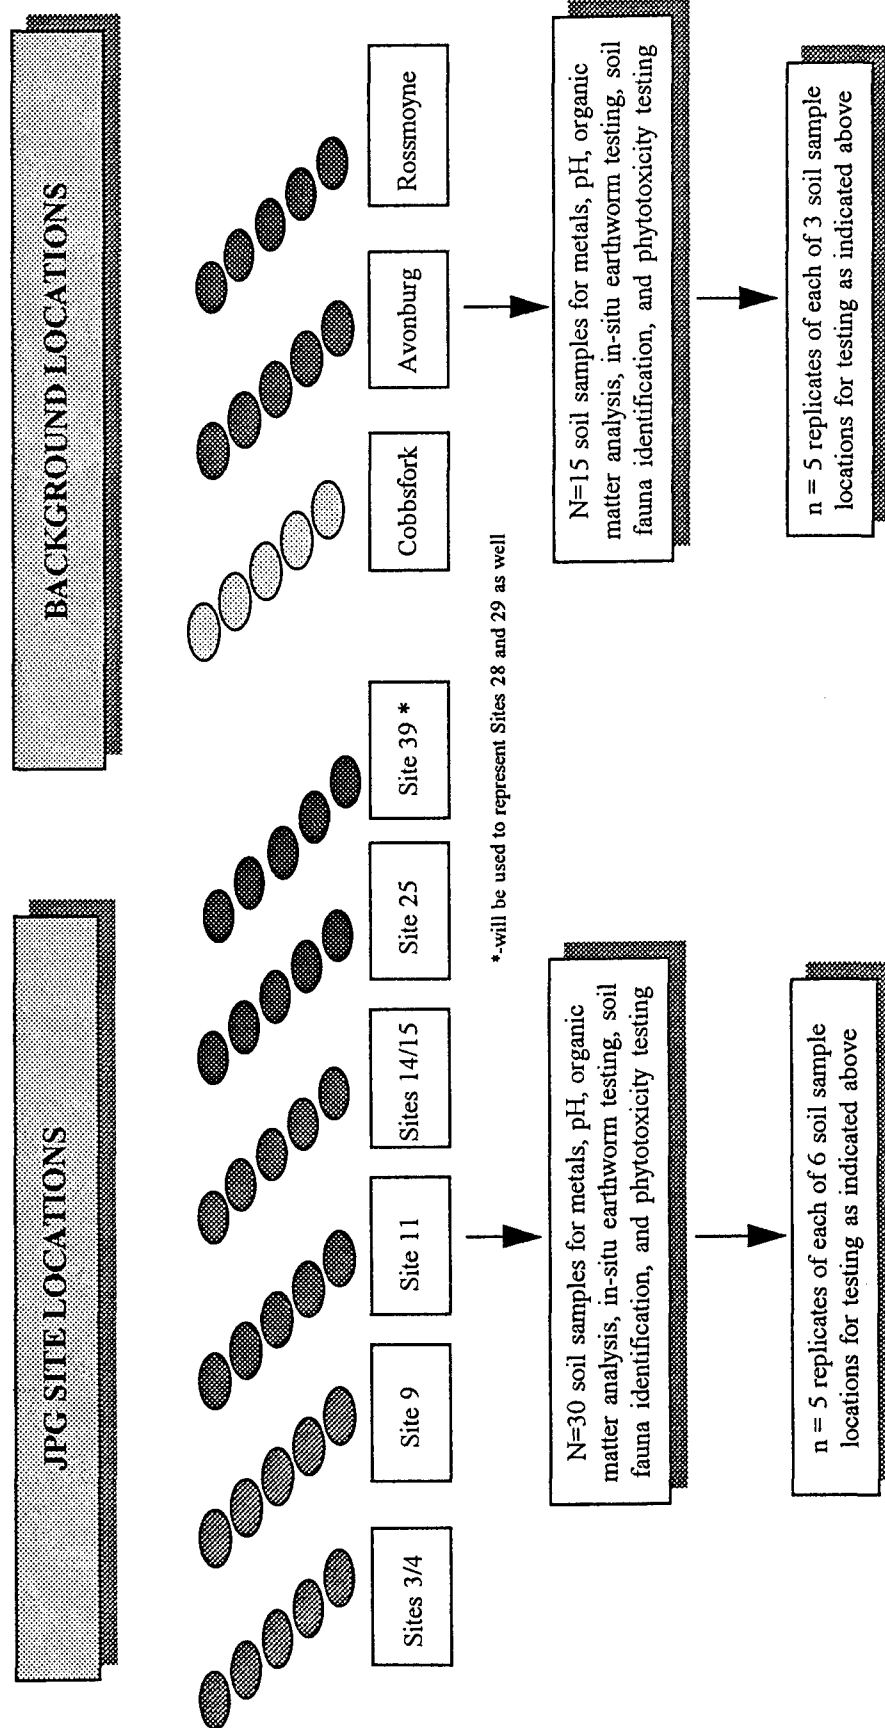 JPG SITE LOCATIONS
BACKGROUND LOCATIONS
Sites 3/4
Site 9
Site 11
Sites 14/15
Site 25
Site 39 *
Cobbsfork
Avonburg
Rossmoyne
*-will be used to represent Sites 28 and 29 as well
N=30 soil samples for metals, pH, organic
matter analysis, in-situ earthworm testing, soil
fauna identification, and phytotoxicity testing
N=15 soil samples for metals, pH, organic
matter analysis, in-situ earthworm testing, soil
fauna identification, and phytotoxicity testing
n = 5 replicates of each of 6 soil sample
locations for testing as indicated above
n = 5 replicates of each of 3 soil sample
locations for testing as indicated above